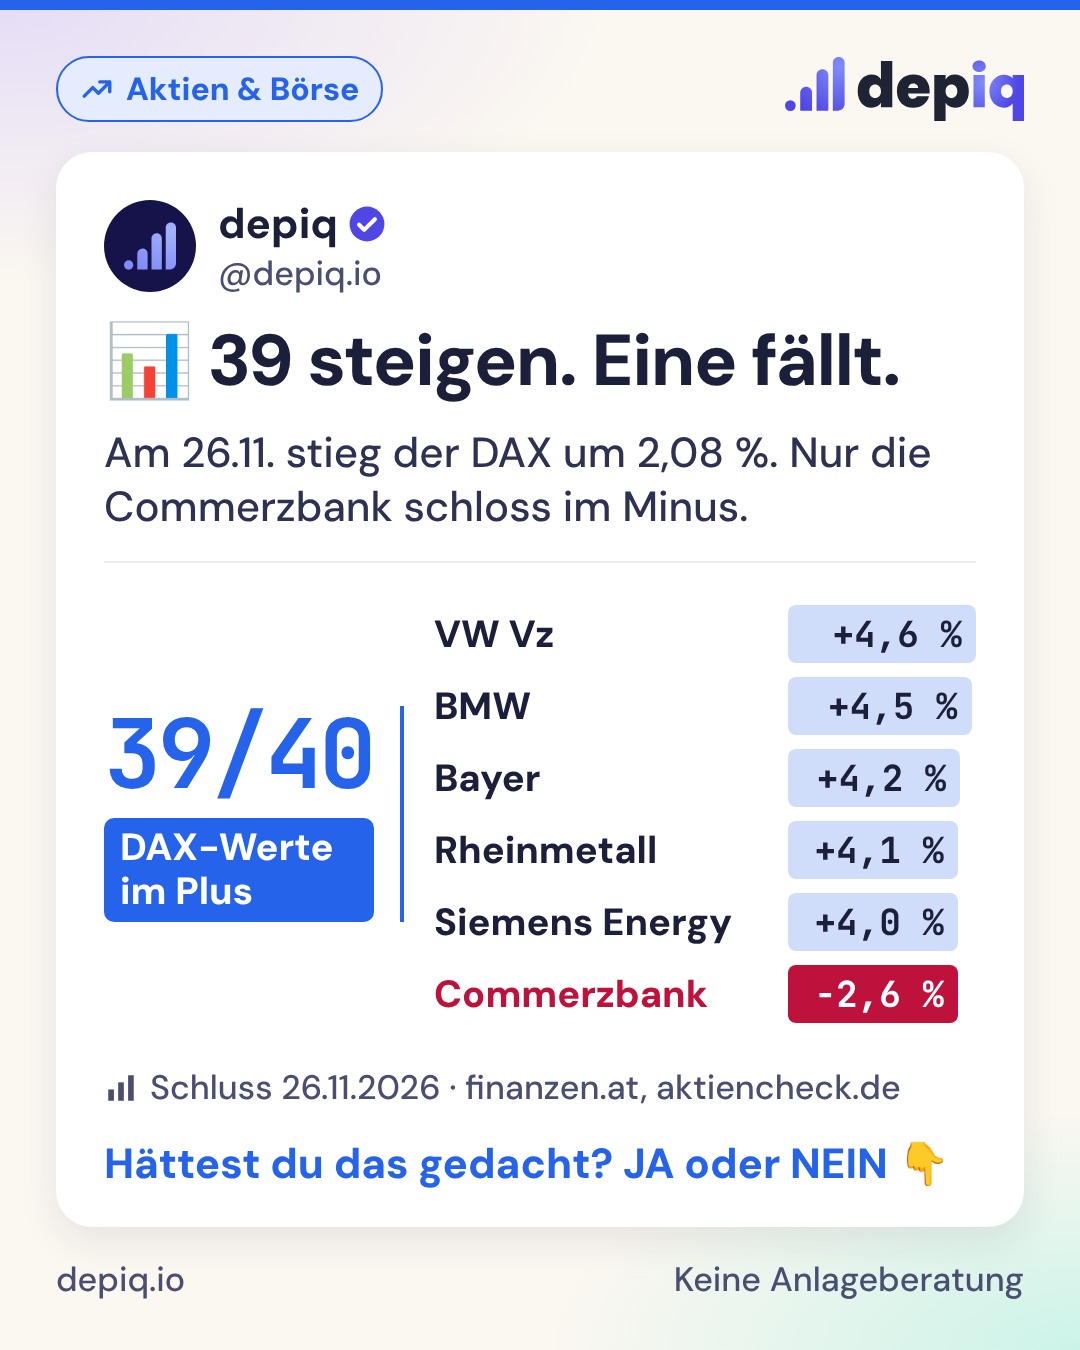 Aktien & Börse
depiq
depiq
@depiq.io
📊 39 steigen. Eine fällt.
Am 26.11. stieg der DAX um 2,08 %. Nur die
Commerzbank schloss im Minus.
39/40
DAX-Werte
im Plus
VW Vz +4,6 %
BMW +4,5 %
Bayer +4,2 %
Rheinmetall +4,1 %
Siemens Energy +4,0 %
Commerzbank -2,6 %
Schluss 26.11.2026 · finanzen.at, aktiencheck.de
Hättest du das gedacht? JA oder NEIN 👇
depiq.io
Keine Anlageberatung